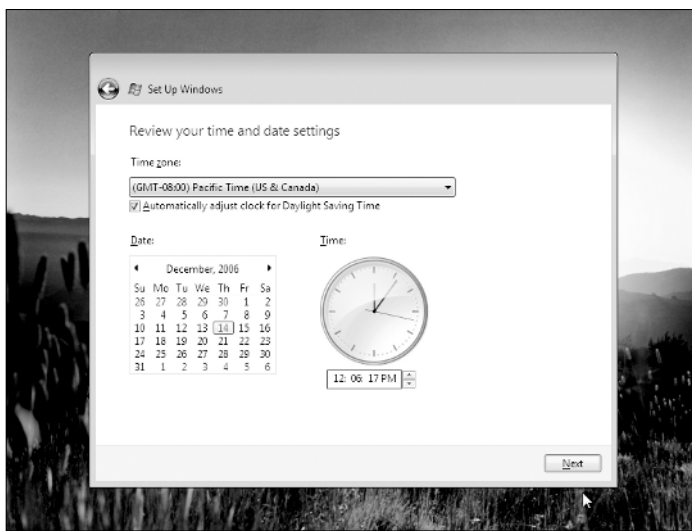 Set Up Windows
Review your time and date settings
Time zone:
(GMT-08:00) Pacific Time (US & Canada)
Automatically adjust clock for Daylight Saving Time
Date:
Time:
December, 2006
Su Mo Tu We Th Fr Sa
26 27 28 29 30 1 2
3 4 5 6 7 8 9
10 11 12 13 14 15 16
17 18 19 20 21 22 23
24 25 26 27 28 29 30
31 1 2 3 4 5 6
12: 06: 17 PM
Next